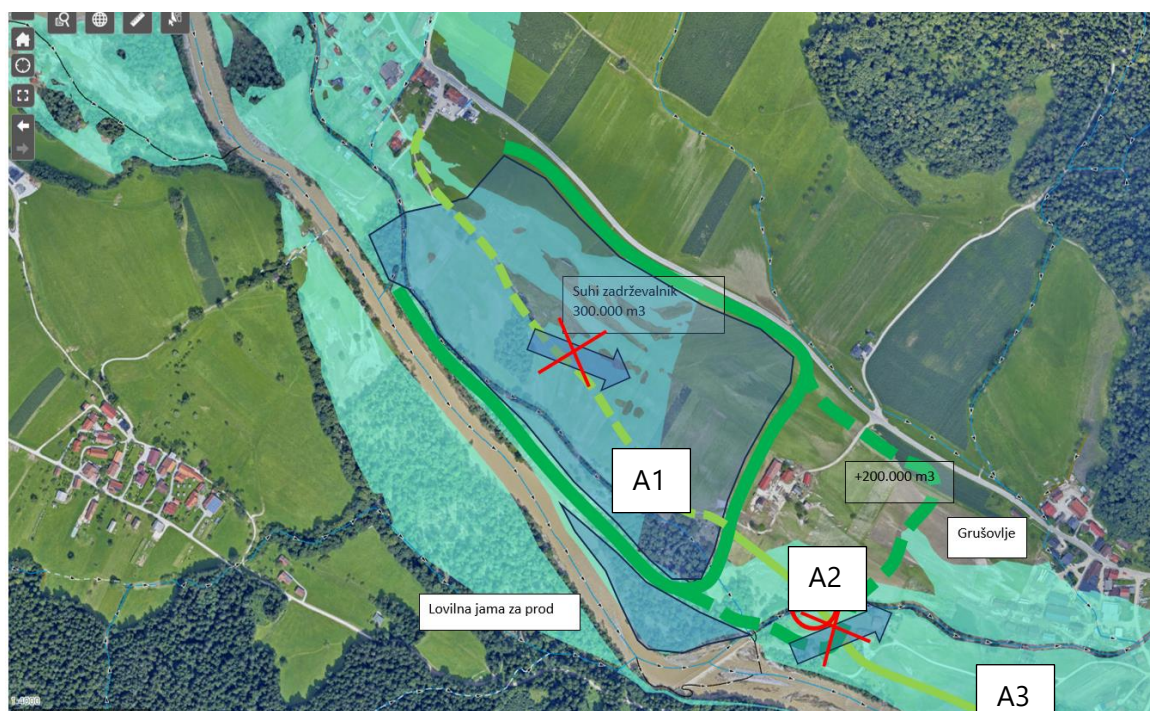 Suhi zadrževalnik
300.000 m3
A1
+200.000 m3
Grušovlje
A2
Lovilna jama za prod
A3